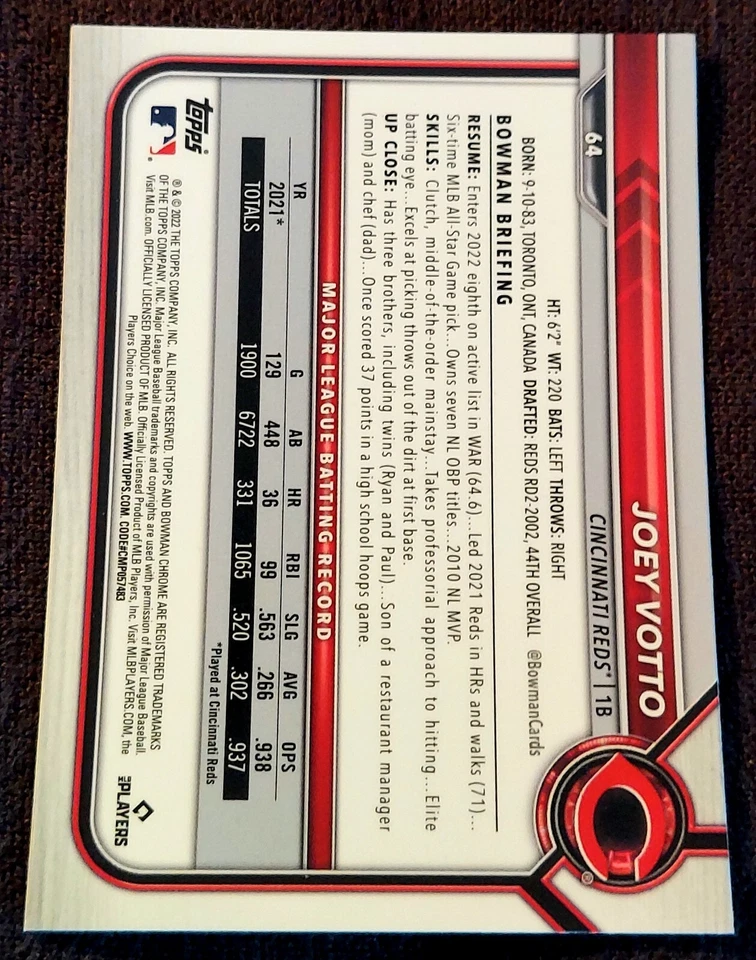 64
JOEY VOTTO
CINCINNATI REDS® | 1B
HT: 6'2" WT: 220 BATS: LEFT THROWS: RIGHT
BORN: 9-10-83, TORONTO, ONT, CANADA DRAFTED: REDS RD2-2002, 44TH OVERALL @BowmanCards
BOWMAN BRIEFING
RESUME: Enters 2022 eighth on active list in WAR (64.6)...Led 2021 Reds in HRs and walks (71)...
Six-time MLB All-Star Game pick...Owns seven NL OBP titles...2010 NL MVP.
SKILLS: Clutch, middle-of-the-order mainstay...Takes professorial approach to hitting...Elite
batting eye...Excels at picking throws out of the dirt at first base.
UP CLOSE: Has three brothers, including twins (Ryan and Paul)...Son of a restaurant manager
(mom) and chef (dad)...Once scored 37 points in a high school hoops game.
MAJOR LEAGUE BATTING RECORD
YR G AB HR RBI SLG AVG OPS
2021* 129 448 36 99 .563 .266 .938
TOTALS 1900 6722 331 1065 .520 .302 .937
*Played at Cincinnati Reds
topps
® & © 2022 THE TOPPS COMPANY, INC. ALL RIGHTS RESERVED. TOPPS AND BOWMAN CHROME ARE REGISTERED TRADEMARKS
OF THE TOPPS COMPANY, INC. Major League Baseball trademarks and copyrights are used with permission of Major League Baseball.
Visit MLB.com. OFFICIALLY LICENSED PRODUCT OF MLB. Officially Licensed Product of MLB Players, Inc. Visit MLBPLAYERS.COM, the
Players Choice on the web. WWW.TOPPS.COM. CODE#CMP057483
MLB PLAYERS